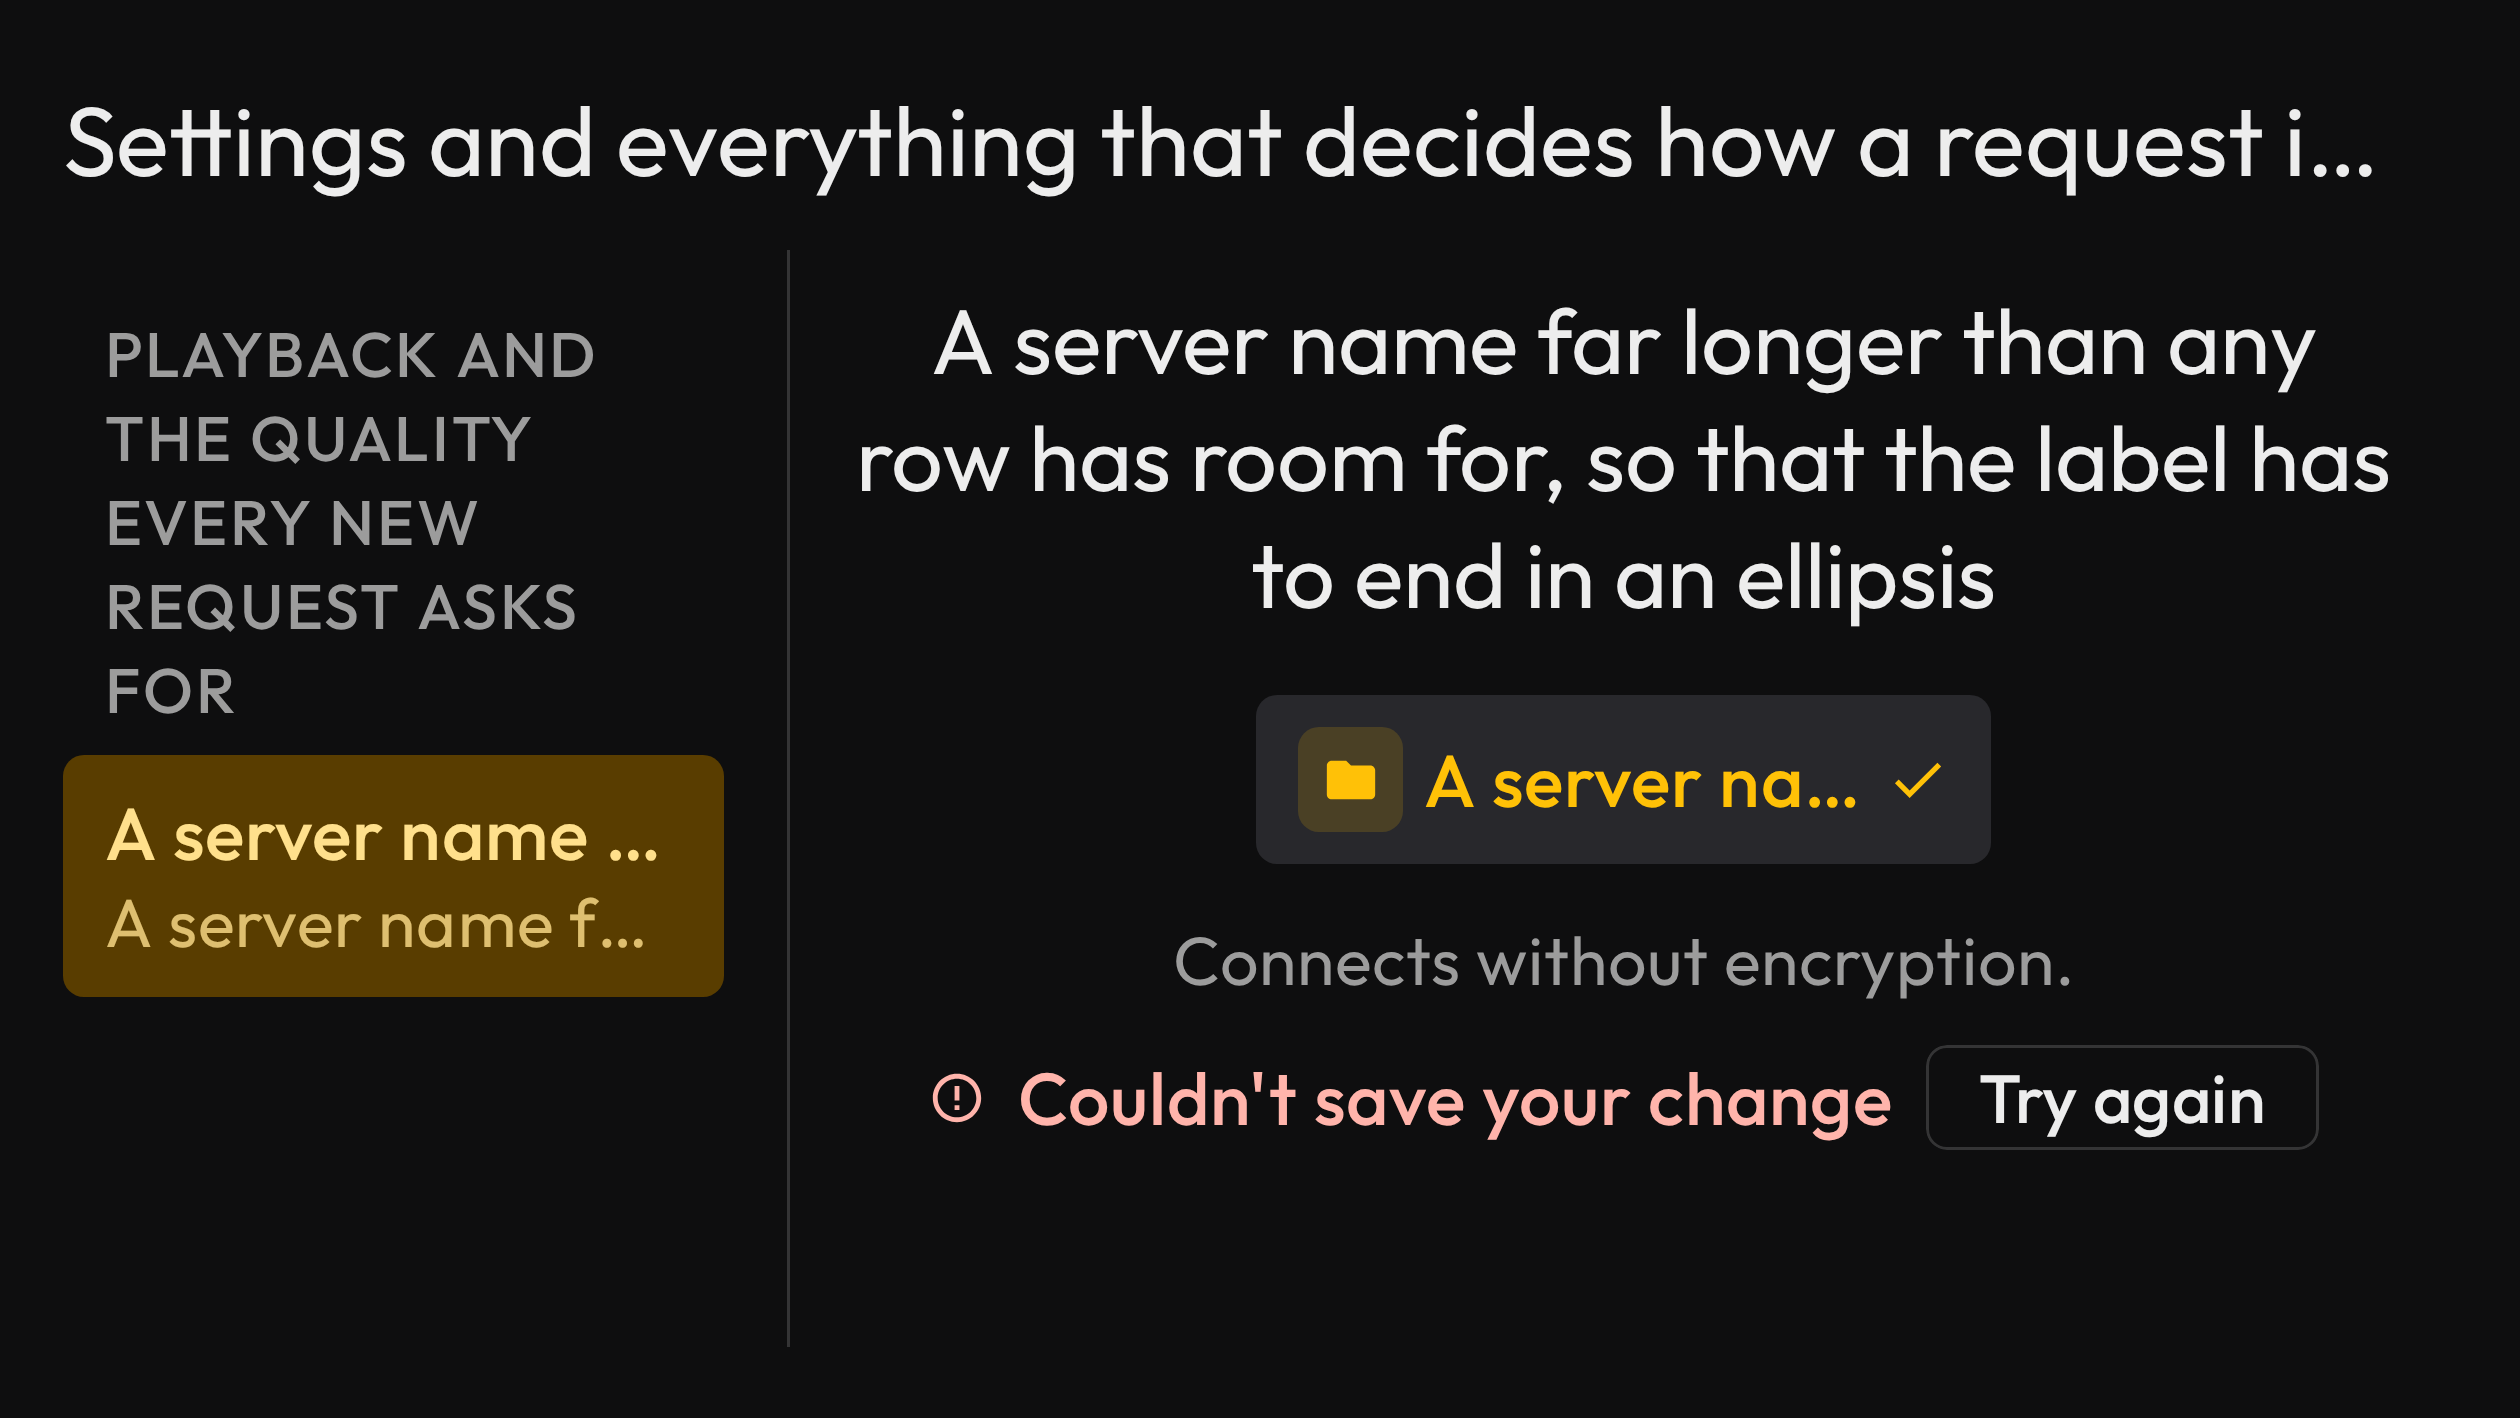 Settings and everything that decides how a request i...
PLAYBACK AND
THE QUALITY
EVERY NEW
REQUEST ASKS
FOR
A server name ...
A server name f...
A server name far longer than any
row has room for, so that the label has
to end in an ellipsis
A server na...
Connects without encryption.
Couldn't save your change
Try again